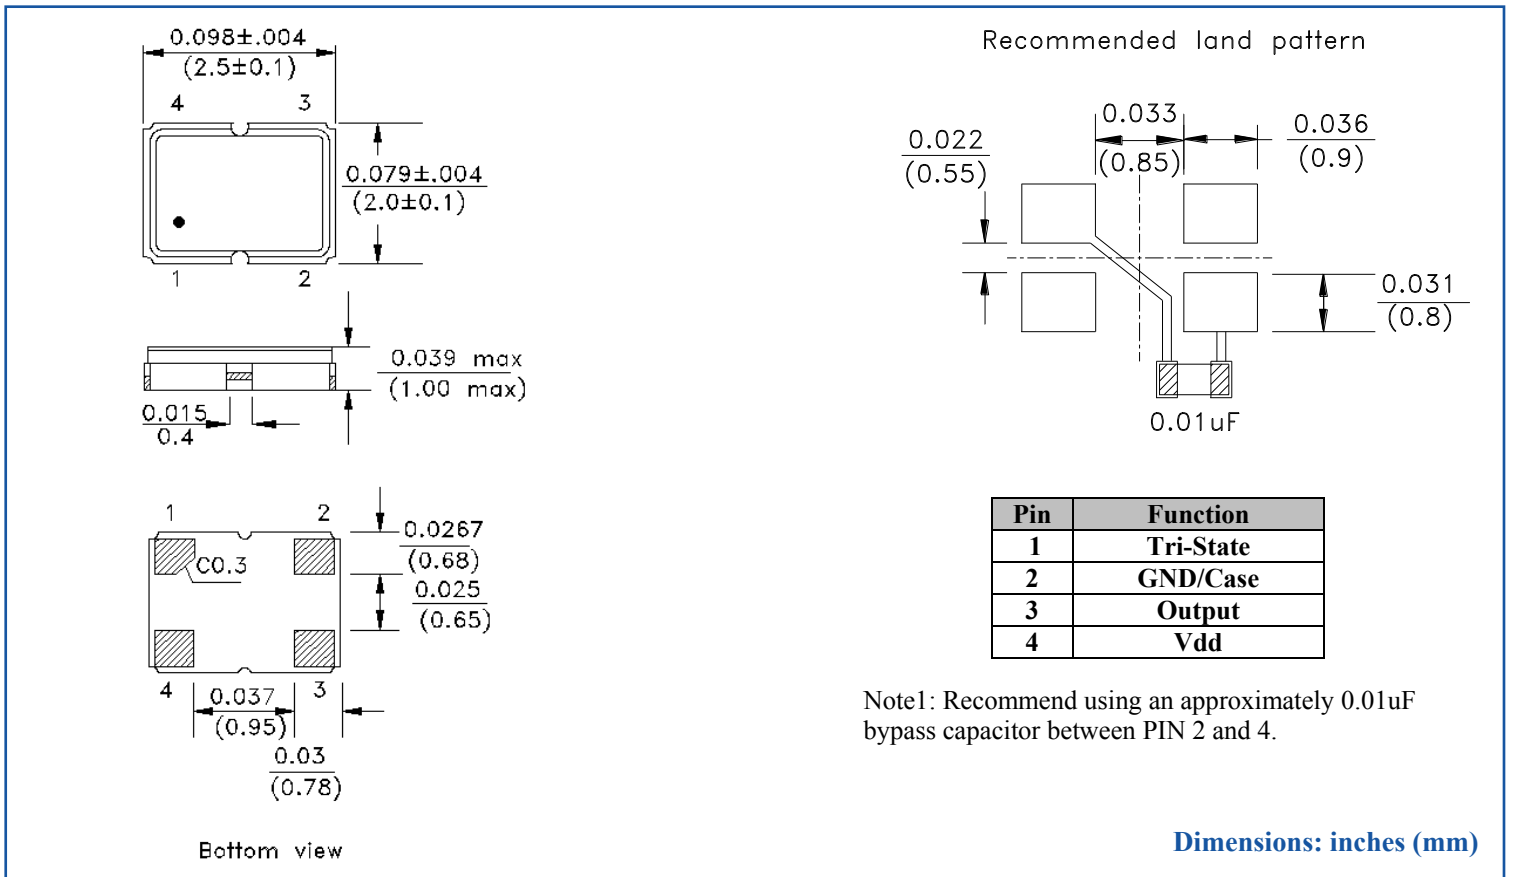 0.098±.004
(2.5±0.1)
4 3
0.079±.004
(2.0±0.1)
1 2
0.039 max
(1.00 max)
0.015
0.4
1 2
0.0267
(0.68)
C0.3
0.025
(0.65)
4 3
0.037
(0.95)
0.03
(0.78)
Bottom view
Recommended land pattern
0.033
(0.85)
0.036
(0.9)
0.022
(0.55)
0.031
(0.8)
0.01uF
Pin Function
1 Tri-State
2 GND/Case
3 Output
4 Vdd
Note1: Recommend using an approximately 0.01uF
bypass capacitor between PIN 2 and 4.
Dimensions: inches (mm)